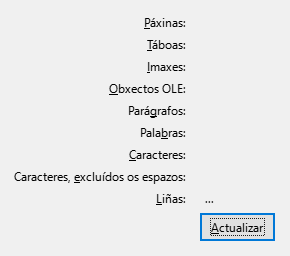 Páxinas:
Táboas:
Imaxes:
Obxectos OLE:
Parágrafos:
Palabras:
Caracteres:
Caracteres, excluídos os espazos:
Liñas: ...
Actualizar